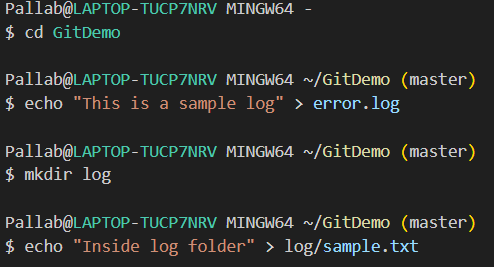 Pallab@LAPTOP-TUCP7NRV MINGW64 -
$ cd GitDemo
Pallab@LAPTOP-TUCP7NRV MINGW64 ~/GitDemo (master)
$ echo "This is a sample log" > error.log
Pallab@LAPTOP-TUCP7NRV MINGW64 ~/GitDemo (master)
$ mkdir log
Pallab@LAPTOP-TUCP7NRV MINGW64 ~/GitDemo (master)
$ echo "Inside log folder" > log/sample.txt